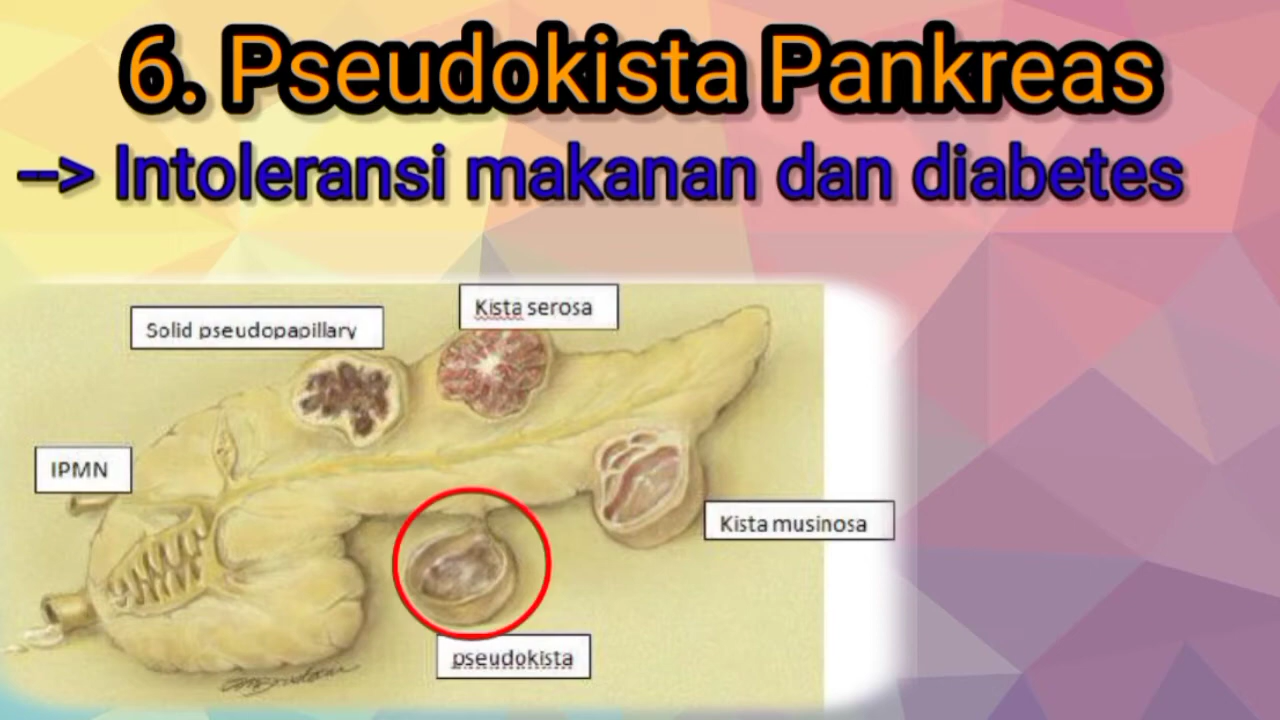 6. Pseudokista Pankreas
--> Intoleransi makanan dan diabetes
Kista serosa
Solid pseudopapillary
IPMN
Kista musinosa
pseudokista